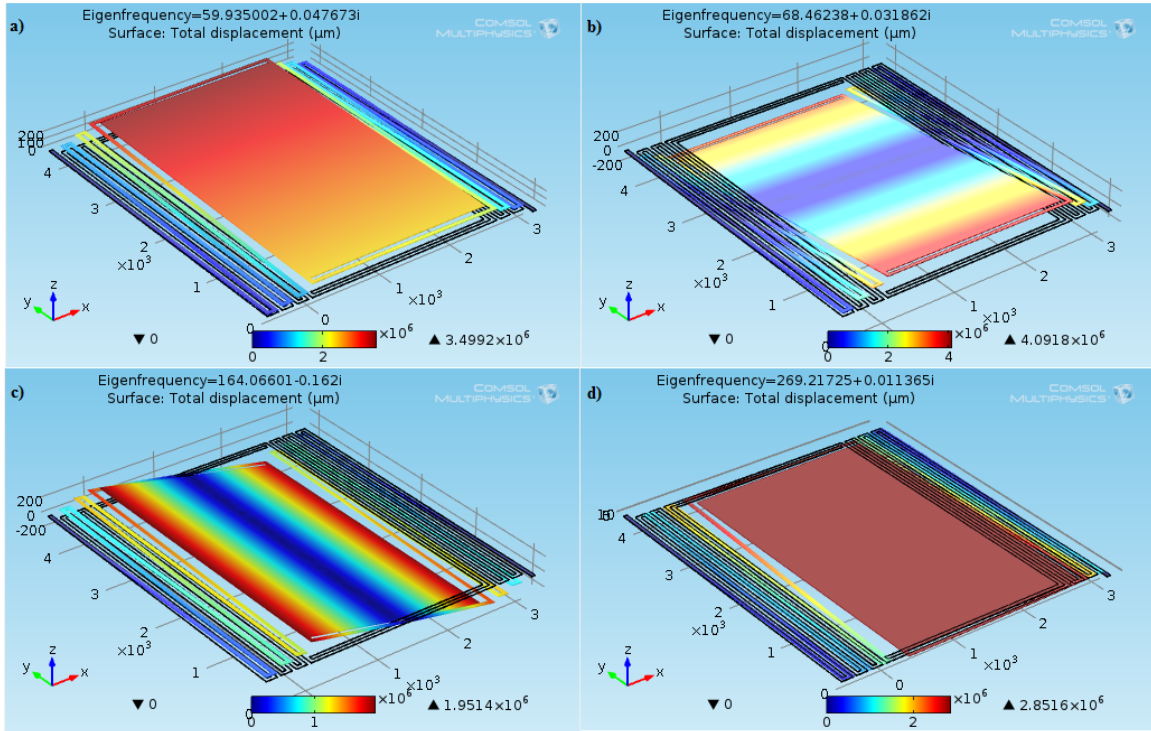 a)
Eigenfrequency=59.935002+0.047673i
Surface: Total displacement (µm)
COMSOL
MULTIPHYSICS
200
0
4
3
2
×10³
1
0
0
1
×10³
2
3
y z x
▼ 0
0 2 ×10⁶
▲ 3.4992×10⁶
b)
Eigenfrequency=68.46238+0.031862i
Surface: Total displacement (µm)
COMSOL
MULTIPHYSICS
200
0
-200
4
3
2
×10³
1
0
0
1
×10³
2
3
y z x
▼ 0
0 2 4 ×10⁶
▲ 4.0918×10⁶
c)
Eigenfrequency=164.06601-0.162i
Surface: Total displacement (µm)
COMSOL
MULTIPHYSICS
200
0
-200
4
3
2
×10³
1
0
0
1
×10³
2
3
y z x
▼ 0
0 1 ×10⁶
▲ 1.9514×10⁶
d)
Eigenfrequency=269.21725+0.011365i
Surface: Total displacement (µm)
COMSOL
MULTIPHYSICS
4
3
2
×10³
1
0
0
1
×10³
2
3
y z x
▼ 0
0 2 ×10⁶
▲ 2.8516×10⁶